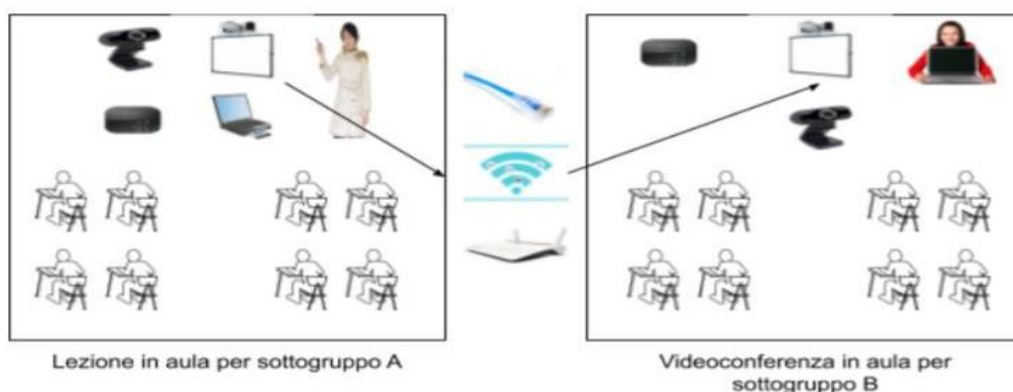 Lezione in aula per sottogruppo A
Videoconferenza in aula per
sottogruppo B